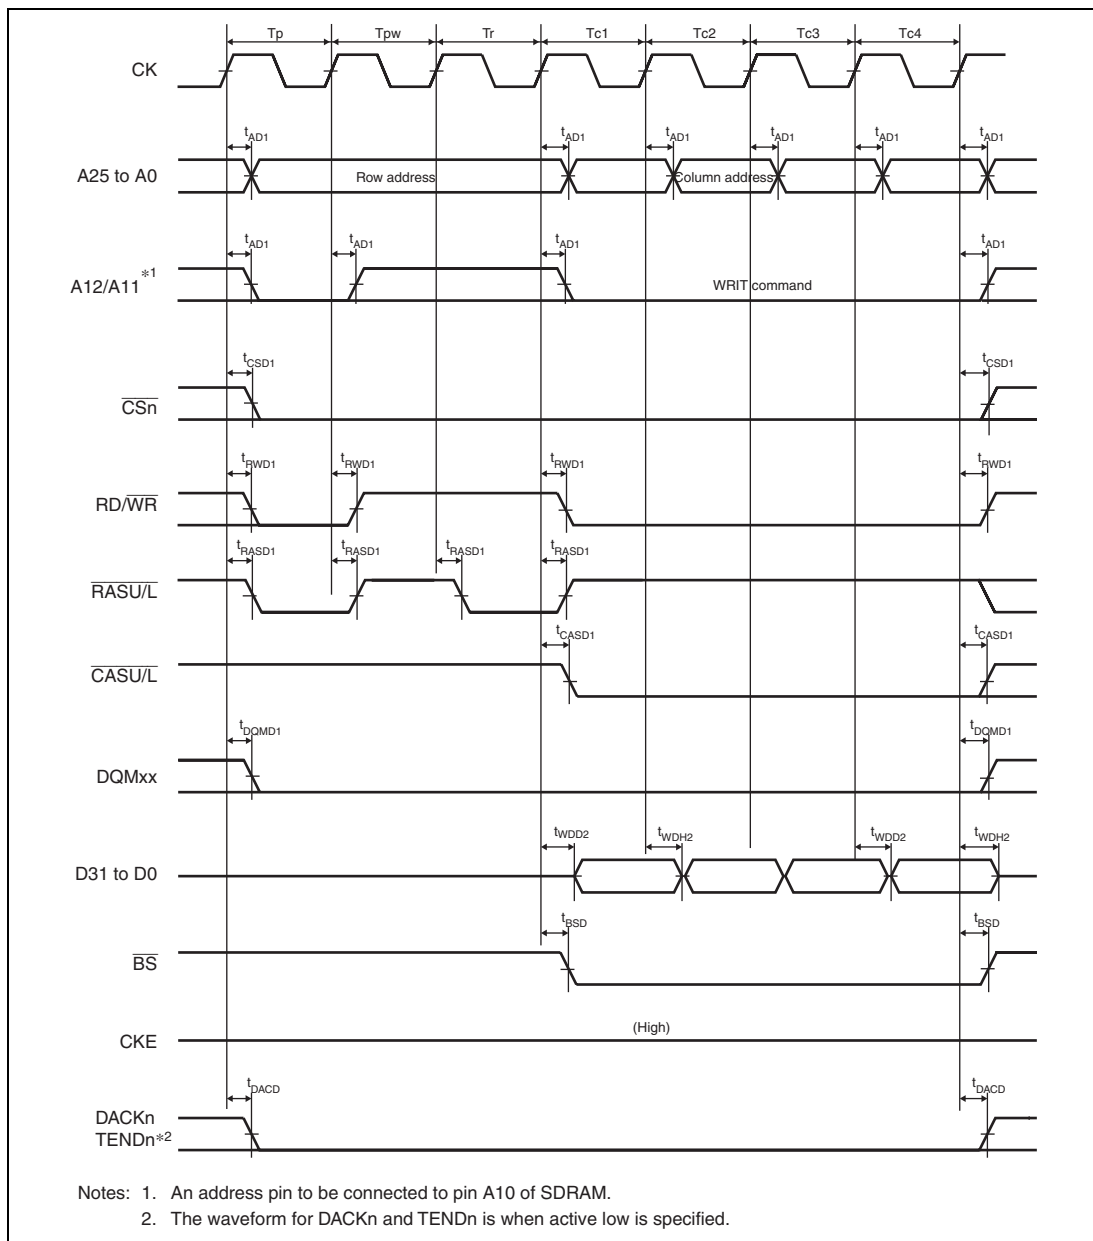 Tp Tpw Tr Tc1 Tc2 Tc3 Tc4
CK
tAD1 tAD1 tAD1 tAD1 tAD1 tAD1
A25 to A0 Row address Column address
tAD1 tAD1 tAD1 tAD1
A12/A11*1 WRIT command
tCSD1 tCSD1
CSn
tRWD1 tRWD1 tRWD1 tRWD1
RD/WR
tRASD1 tRASD1 tRASD1 tRASD1
RASU/L
tCASD1 tCASD1
CASU/L
tDQMD1 tDQMD1
DQMxx
tWDD2 tWDH2 tWDD2 tWDH2
D31 to D0
tBSD tBSD
BS
(High)
CKE
tDACD tDACD
DACKn
TENDn*2
Notes: 1. An address pin to be connected to pin A10 of SDRAM.
2. The waveform for DACKn and TENDn is when active low is specified.